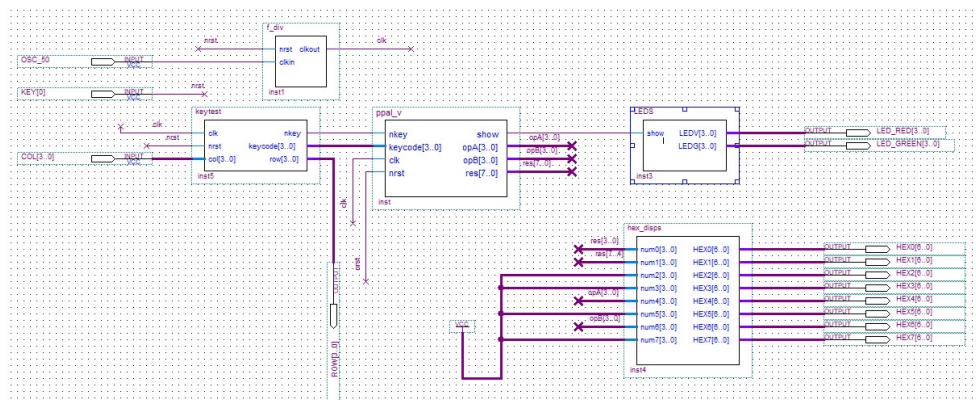 f_div
nrst
nrst clkout
clk
clkin
OSC_50
INPUT
VCC
inst1
KEY[0]
INPUT
VCC
nrst
keytest
clk
clk nkey
nrst
nrst keycode[3..0]
COL[3..0]
INPUT
VCC
col[3..0] row[3..0]
inst5
ppal_v
nkey show
keycode[3..0] opA[3..0]
clk opB[3..0]
nrst res[7..0]
inst
opA[3..0]
opB[3..0]
res[7..0]
clk
nrst
OUTPUT
ROW[3..0]
LEDS
show LEDV[3..0]
LEDG[3..0]
inst3
OUTPUT LED_RED[3..0]
OUTPUT LED_GREEN[3..0]
hex_disps
res[3..0]
num0[3..0] HEX0[6..0]
OUTPUT HEX0[6..0]
res[7..4]
num1[3..0] HEX1[6..0]
OUTPUT HEX1[6..0]
num2[3..0] HEX2[6..0]
OUTPUT HEX2[6..0]
num3[3..0] HEX3[6..0]
OUTPUT HEX3[6..0]
opA[3..0]
num4[3..0] HEX4[6..0]
OUTPUT HEX4[6..0]
num5[3..0] HEX5[6..0]
OUTPUT HEX5[6..0]
opB[3..0]
num6[3..0] HEX6[6..0]
OUTPUT HEX6[6..0]
num7[3..0] HEX7[6..0]
OUTPUT HEX7[6..0]
VCC
inst4